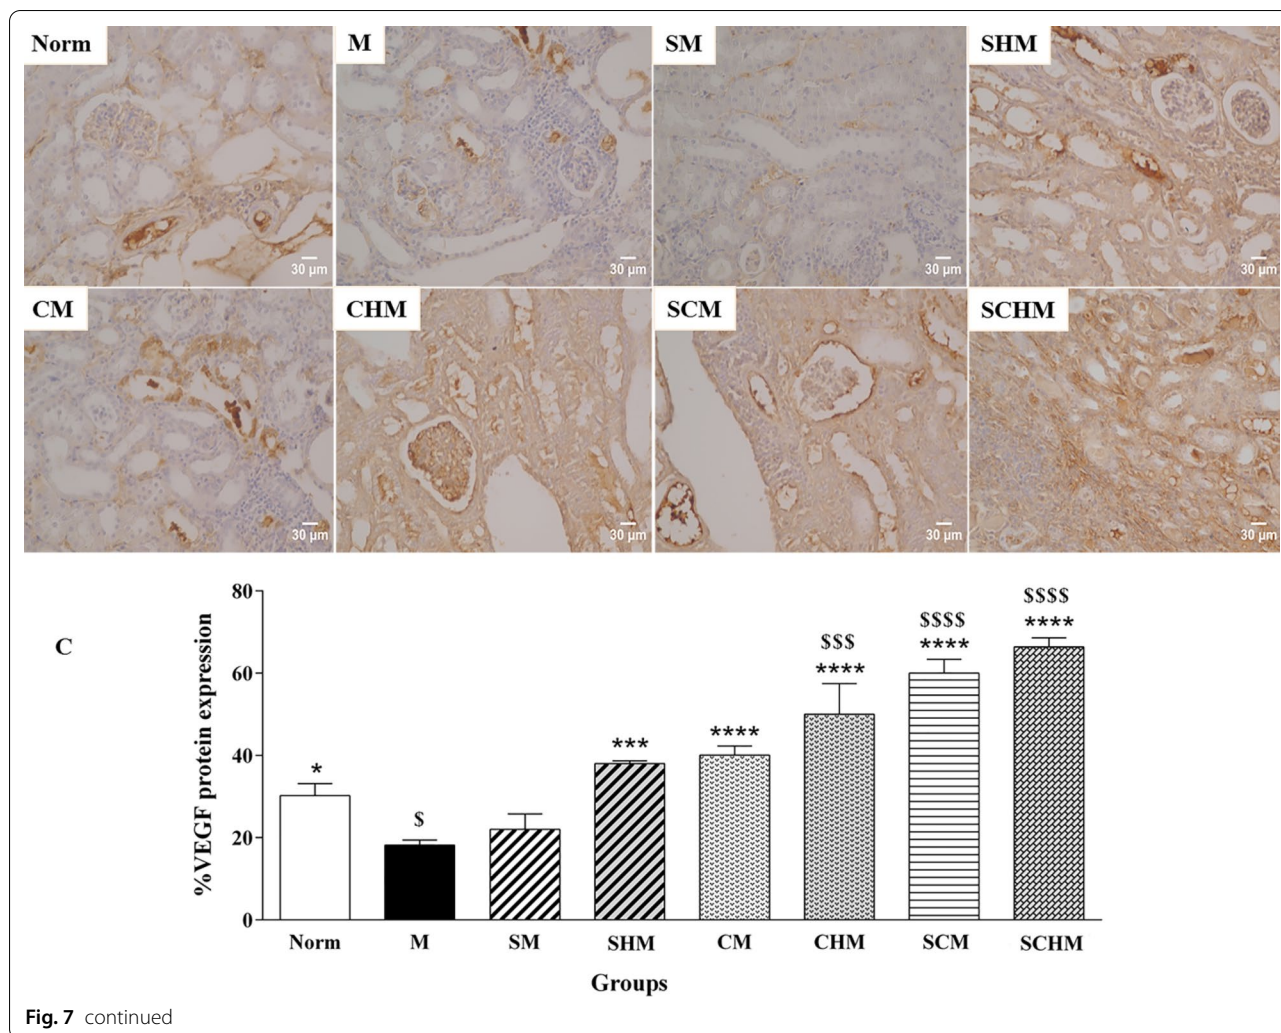 Norm M SM SHM
30 µm 30 µm 30 µm 30 µm
CM CHM SCM SCHM
30 µm 30 µm 30 µm 30 µm
C
%VEGF protein expression
80
60
40
20
0
*
$
***
****
$$$
****
$$$$
****
$$$$
****
Norm M SM SHM CM CHM SCM SCHM
Groups
Fig. 7 continued